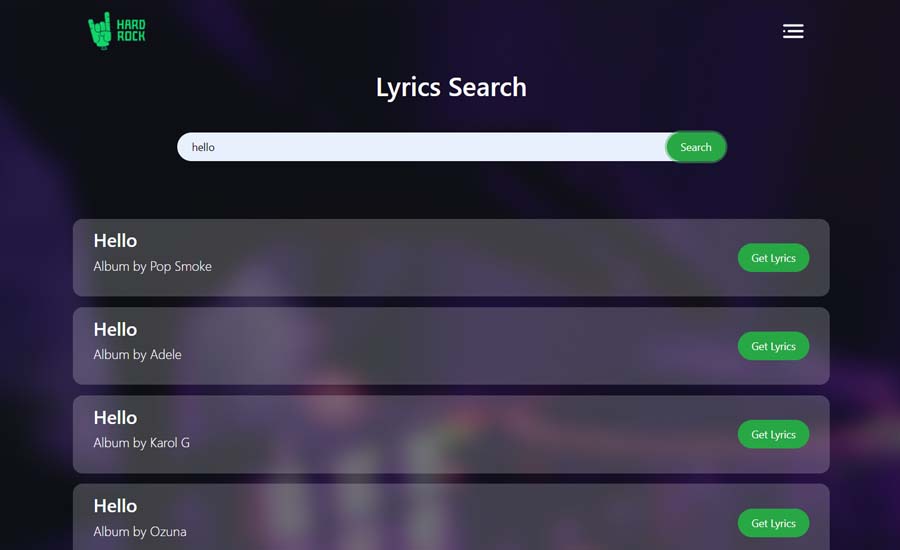 HARD
ROCK
Lyrics Search
hello
Search
Hello
Album by Pop Smoke
Get Lyrics
Hello
Album by Adele
Get Lyrics
Hello
Album by Karol G
Get Lyrics
Hello
Album by Ozuna
Get Lyrics